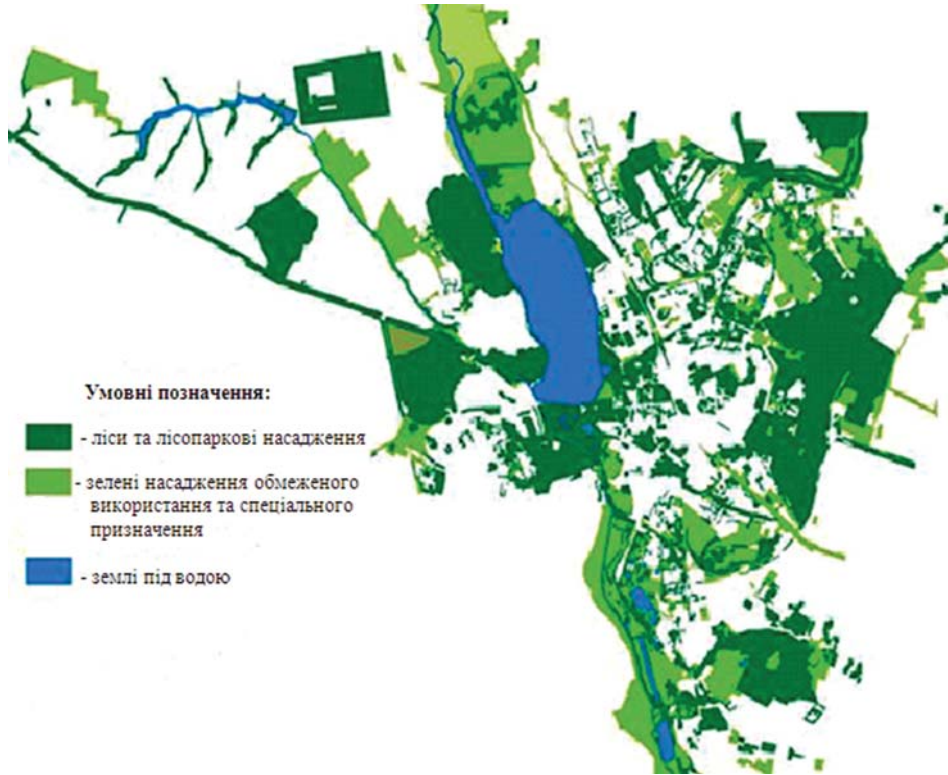 Умовні позначення:
- ліси та лісопаркові насадження
- зелені насадження обмеженого
використання та спеціального
призначення
- землі під водою